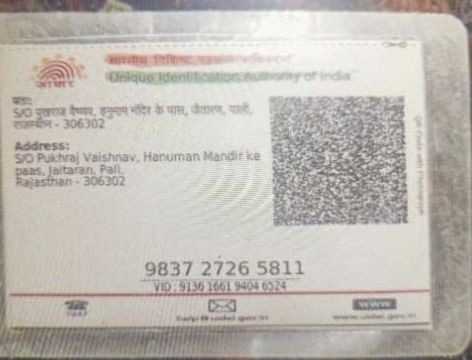 आधार
भारतीय विशिष्ट पहचान प्राधिकरण
Unique Identification Authority of India
पता:
S/O पुखराज वैष्णव, हनुमान मंदिर के पास, जैतारण, पाली,
राजस्थान - 306302
Address:
S/O Pukhraj Vaishnav, Hanuman Mandir ke
paas, Jaitaran, Pali,
Rajasthan - 306302
QR Code with Photograph
9837 2726 5811
VID : 9136 1661 9404 6524
1947
help@uidai.gov.in
www
www.uidai.gov.in